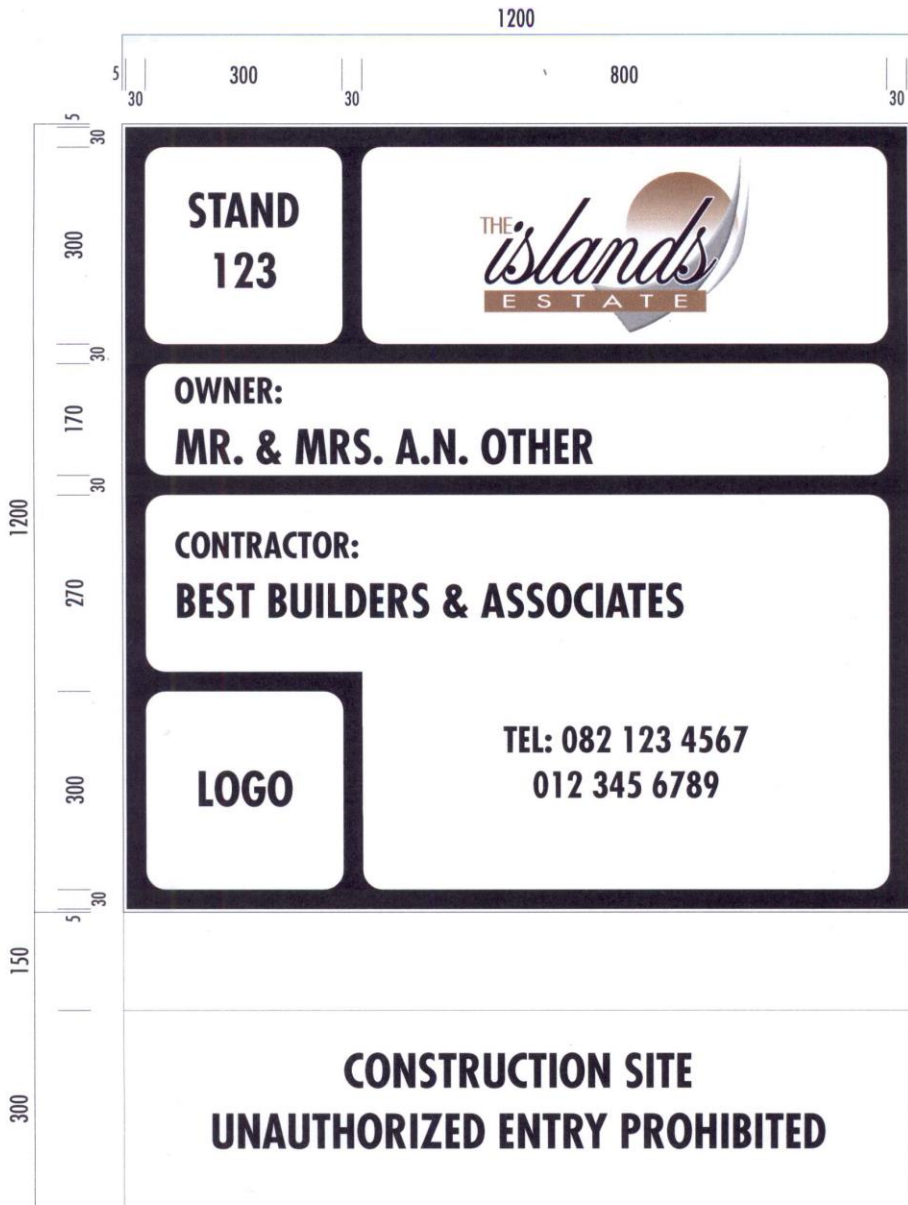 1200
5
300
800
30
30
30
5
30
STAND
123
THE
islands
ESTATE
300
30
OWNER:
MR. & MRS. A.N. OTHER
170
30
1200
CONTRACTOR:
BEST BUILDERS & ASSOCIATES
270
TEL: 082 123 4567
012 345 6789
LOGO
300
30
5
150
CONSTRUCTION SITE
UNAUTHORIZED ENTRY PROHIBITED
300